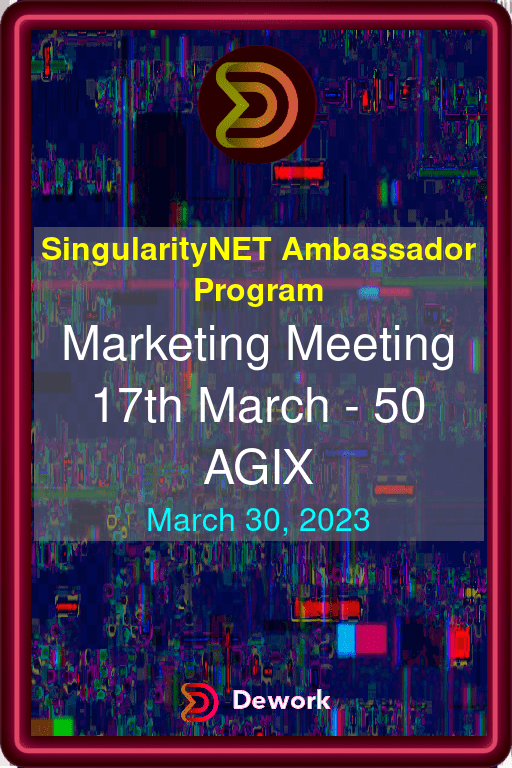 SingularityNET Ambassador
Program
Marketing Meeting
17th March - 50
AGIX
March 30, 2023
Dework